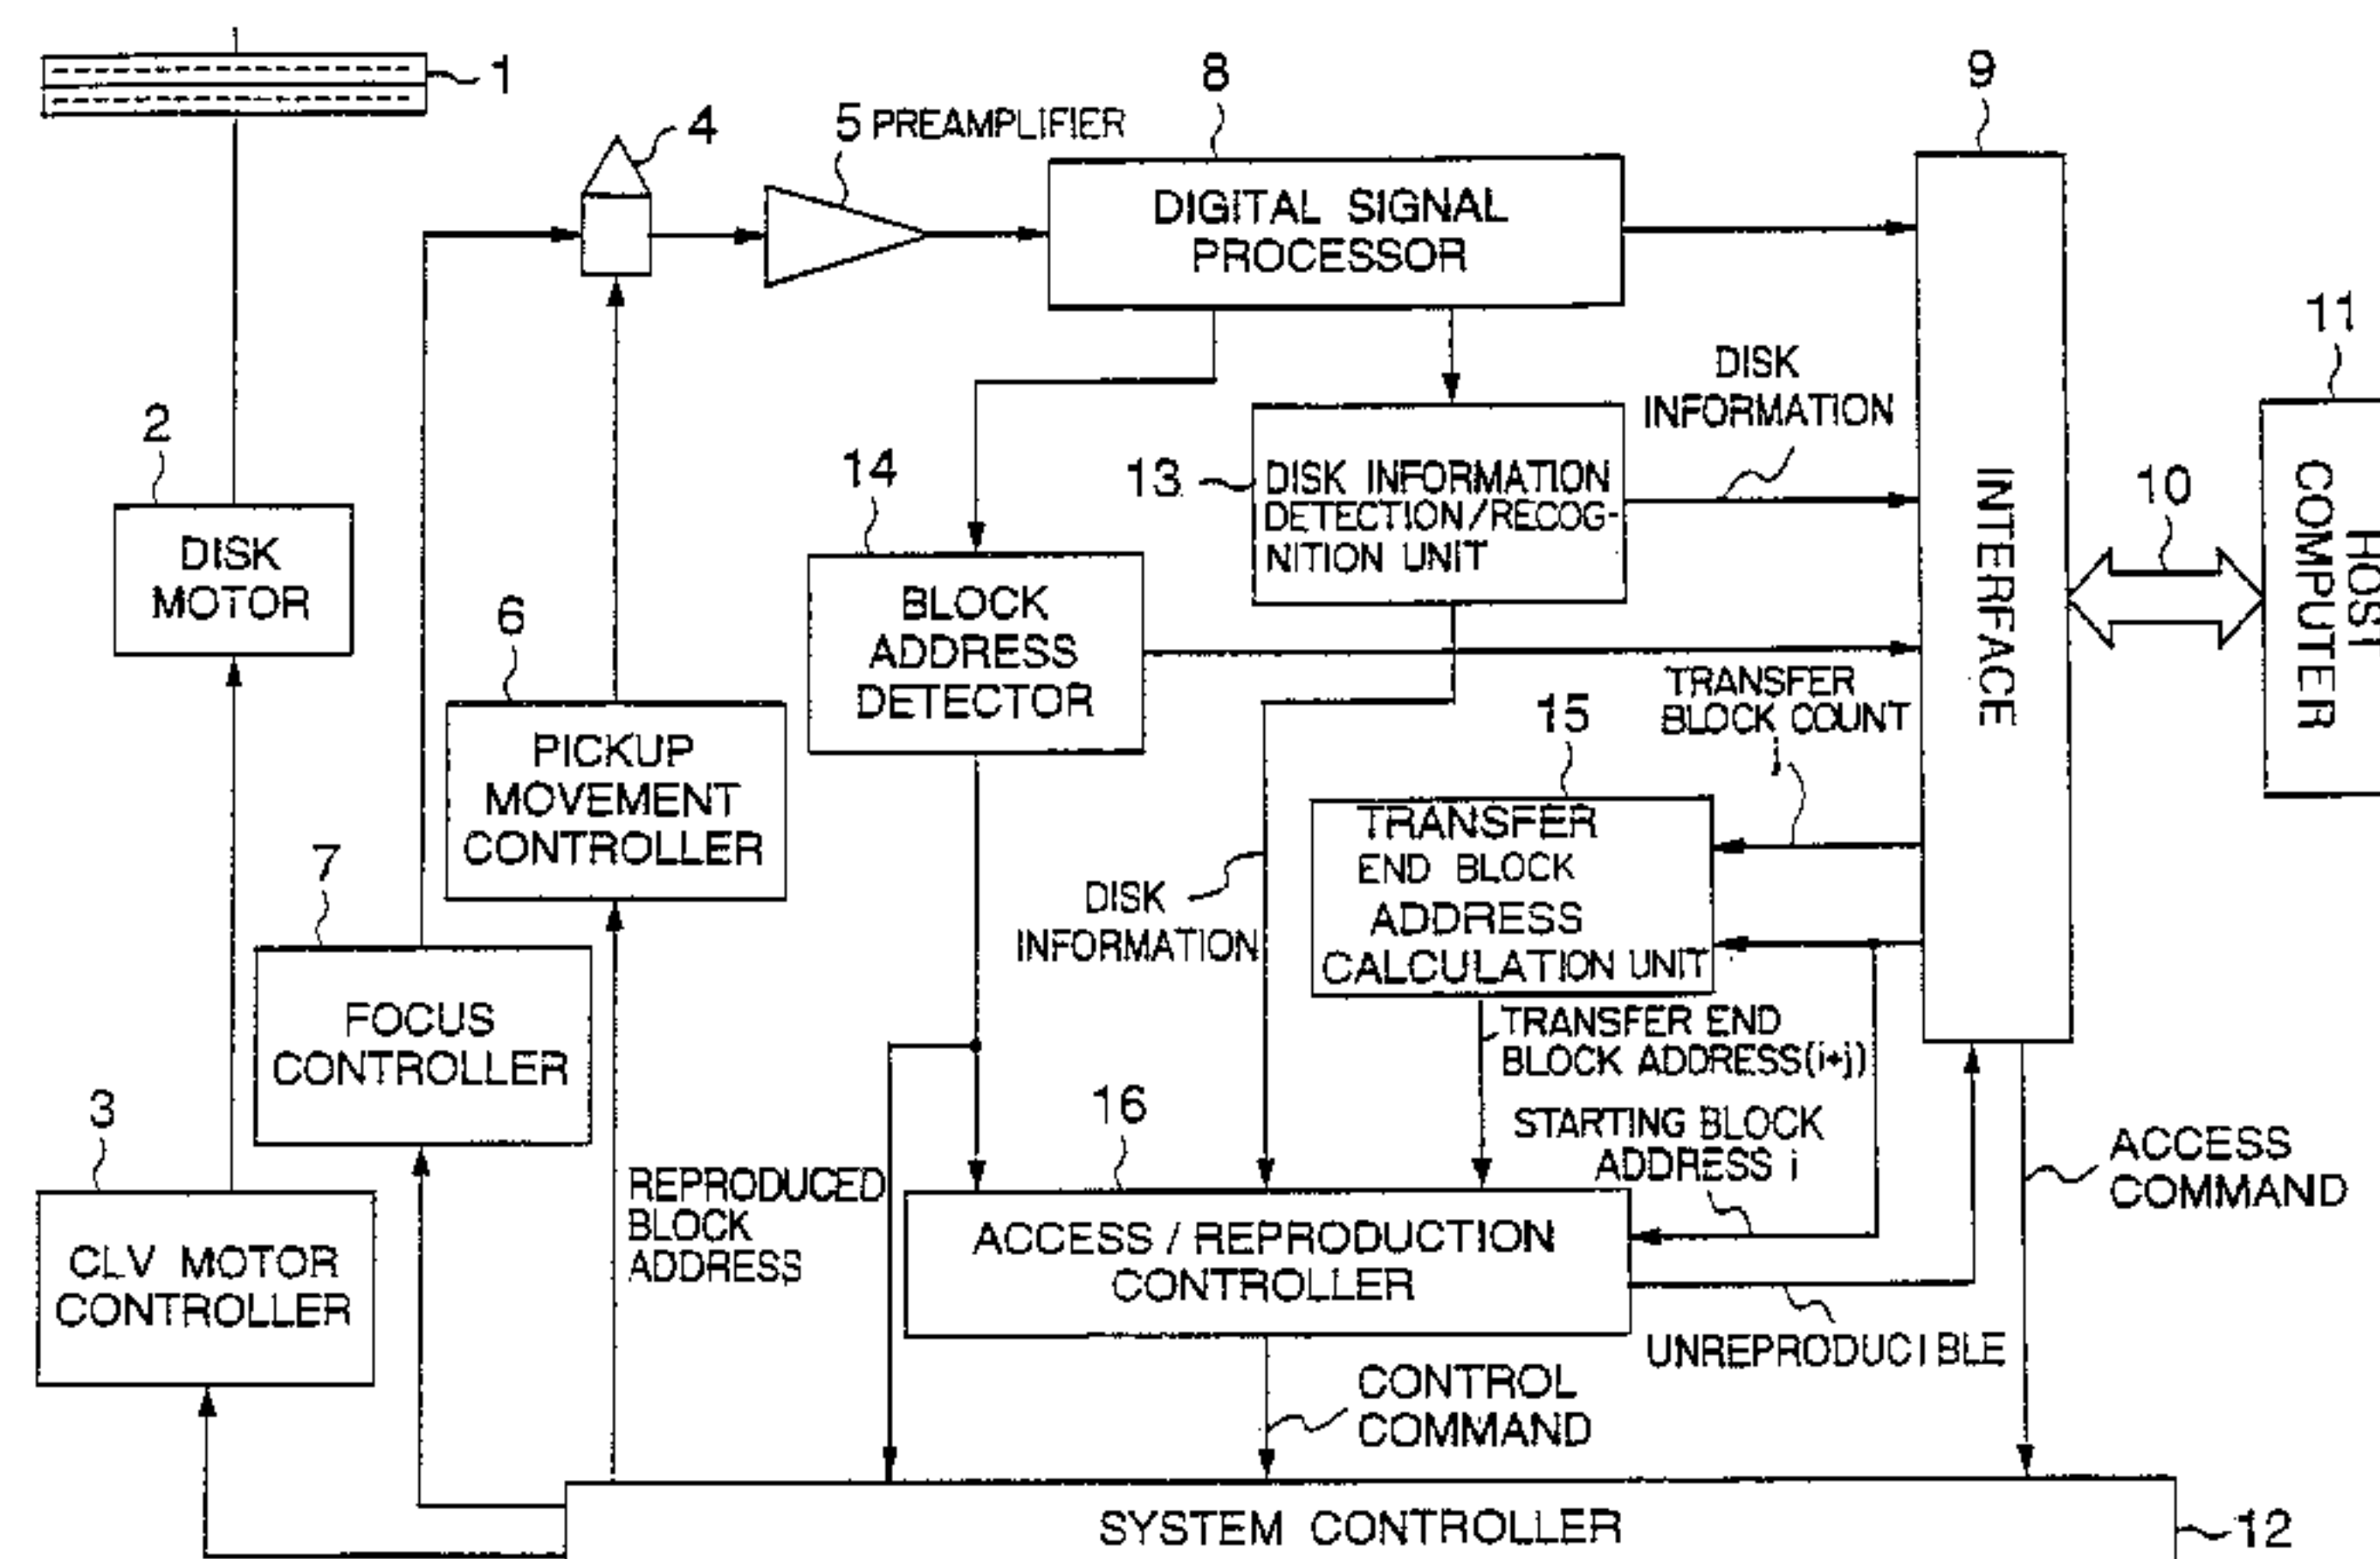 1
4
5 PREAMPLIFIER
8
DIGITAL SIGNAL
PROCESSOR
9
INTERFACE
10
11
HOST
COMPUTER
2
DISK
MOTOR
14
BLOCK
ADDRESS
DETECTOR
13
DISK INFORMATION
DETECTION/RECOG-
NITION UNIT
DISK
INFORMATION
6
PICKUP
MOVEMENT
CONTROLLER
TRANSFER
BLOCK COUNT
j
15
TRANSFER
END BLOCK
ADDRESS
CALCULATION UNIT
7
FOCUS
CONTROLLER
DISK
INFORMATION
TRANSFER END
BLOCK ADDRESS(i+j)
STARTING BLOCK
ADDRESS i
3
CLV MOTOR
CONTROLLER
REPRODUCED
BLOCK
ADDRESS
16
ACCESS / REPRODUCTION
CONTROLLER
ACCESS
COMMAND
UNREPRODUCIBLE
CONTROL
COMMAND
SYSTEM CONTROLLER
12